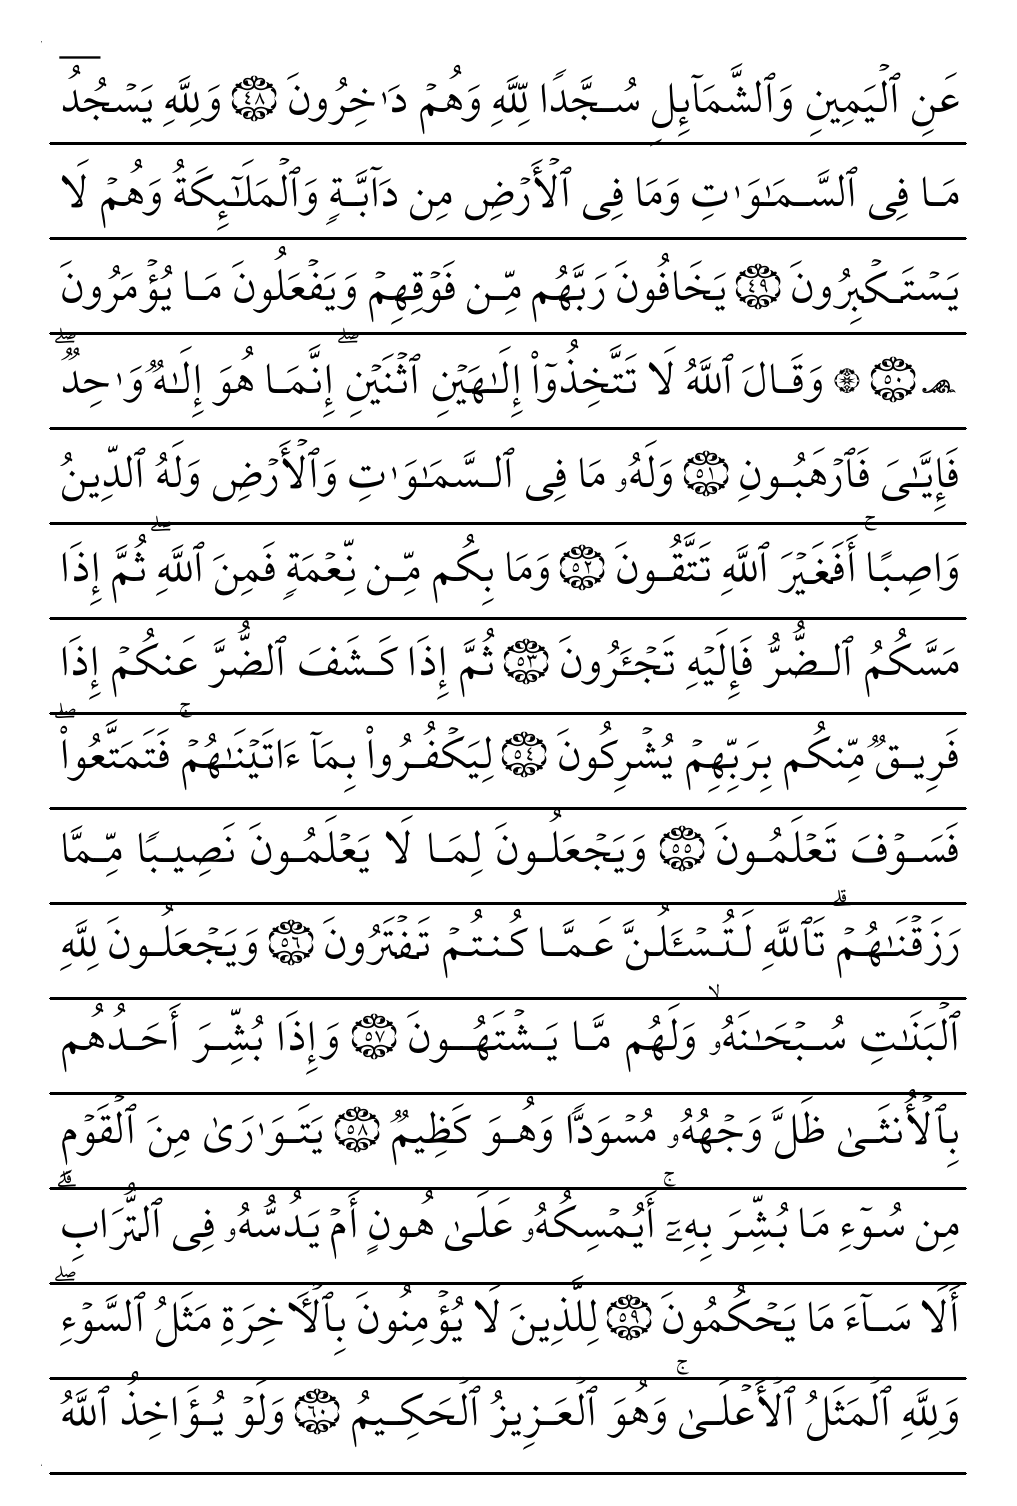 عَنِ ٱلْيَمِينِ وَٱلشَّمَآئِلِ سُجَّدًا لِّلَّهِ وَهُمْ دَٰخِرُونَ ٤٨ وَلِلَّهِ يَسْجُدُ
مَا فِى ٱلسَّمَٰوَٰتِ وَمَا فِى ٱلْأَرْضِ مِن دَآبَّةٍ وَٱلْمَلَٰٓئِكَةُ وَهُمْ لَا
يَسْتَكْبِرُونَ ٤٩ يَخَافُونَ رَبَّهُم مِّن فَوْقِهِمْ وَيَفْعَلُونَ مَا يُؤْمَرُونَ
۩ ٥٠ ۞ وَقَالَ ٱللَّهُ لَا تَتَّخِذُوٓا۟ إِلَٰهَيْنِ ٱثْنَيْنِ ۖ إِنَّمَا هُوَ إِلَٰهٌ وَٰحِدٌ ۖ
فَإِيَّٰىَ فَٱرْهَبُونِ ٥١ وَلَهُۥ مَا فِى ٱلسَّمَٰوَٰتِ وَٱلْأَرْضِ وَلَهُ ٱلدِّينُ
وَاصِبًا ۚ أَفَغَيْرَ ٱللَّهِ تَتَّقُونَ ٥٢ وَمَا بِكُم مِّن نِّعْمَةٍ فَمِنَ ٱللَّهِ ۖ ثُمَّ إِذَا
مَسَّكُمُ ٱلضُّرُّ فَإِلَيْهِ تَجْـَٔرُونَ ٥٣ ثُمَّ إِذَا كَشَفَ ٱلضُّرَّ عَنكُمْ إِذَا
فَرِيقٌ مِّنكُم بِرَبِّهِمْ يُشْرِكُونَ ٥٤ لِيَكْفُرُوا۟ بِمَآ ءَاتَيْنَٰهُمْ ۚ فَتَمَتَّعُوا۟ ۖ
فَسَوْفَ تَعْلَمُونَ ٥٥ وَيَجْعَلُونَ لِمَا لَا يَعْلَمُونَ نَصِيبًا مِّمَّا
رَزَقْنَٰهُمْ ۗ تَٱللَّهِ لَتُسْـَٔلُنَّ عَمَّا كُنتُمْ تَفْتَرُونَ ٥٦ وَيَجْعَلُونَ لِلَّهِ
ٱلْبَنَٰتِ سُبْحَٰنَهُۥ ۙ وَلَهُم مَّا يَشْتَهُونَ ٥٧ وَإِذَا بُشِّرَ أَحَدُهُم
بِٱلْأُنثَىٰ ظَلَّ وَجْهُهُۥ مُسْوَدًّا وَهُوَ كَظِيمٌ ٥٨ يَتَوَٰرَىٰ مِنَ ٱلْقَوْمِ
مِن سُوٓءِ مَا بُشِّرَ بِهِۦٓ ۚ أَيُمْسِكُهُۥ عَلَىٰ هُونٍ أَمْ يَدُسُّهُۥ فِى ٱلتُّرَابِ ۗ
أَلَا سَآءَ مَا يَحْكُمُونَ ٥٩ لِلَّذِينَ لَا يُؤْمِنُونَ بِٱلْـَٔاخِرَةِ مَثَلُ ٱلسَّوْءِ ۖ
وَلِلَّهِ ٱلْمَثَلُ ٱلْأَعْلَىٰ ۚ وَهُوَ ٱلْعَزِيزُ ٱلْحَكِيمُ ٦٠ وَلَوْ يُؤَاخِذُ ٱللَّهُ